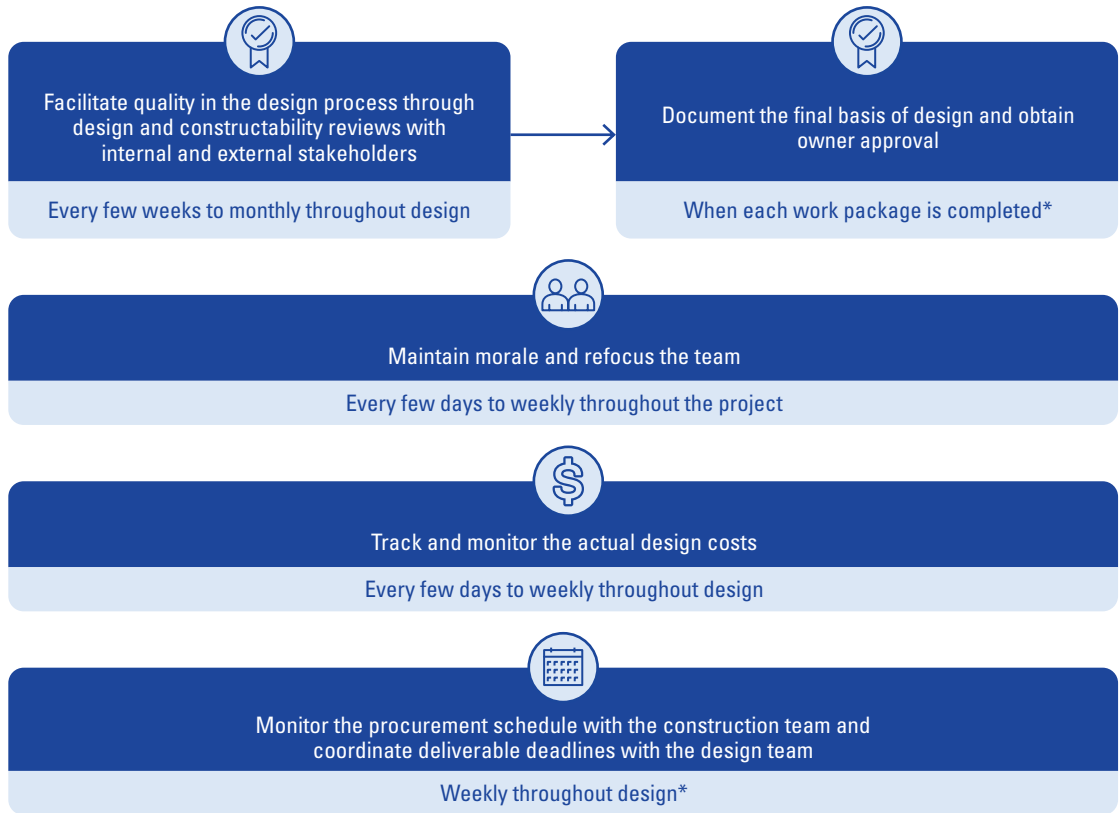 Facilitate quality in the design process through
design and constructability reviews with
internal and external stakeholders
Every few weeks to monthly throughout design
Document the final basis of design and obtain
owner approval
When each work package is completed*
Maintain morale and refocus the team
Every few days to weekly throughout the project
$
Track and monitor the actual design costs
Every few days to weekly throughout design
Monitor the procurement schedule with the construction team and
coordinate deliverable deadlines with the design team
Weekly throughout design*